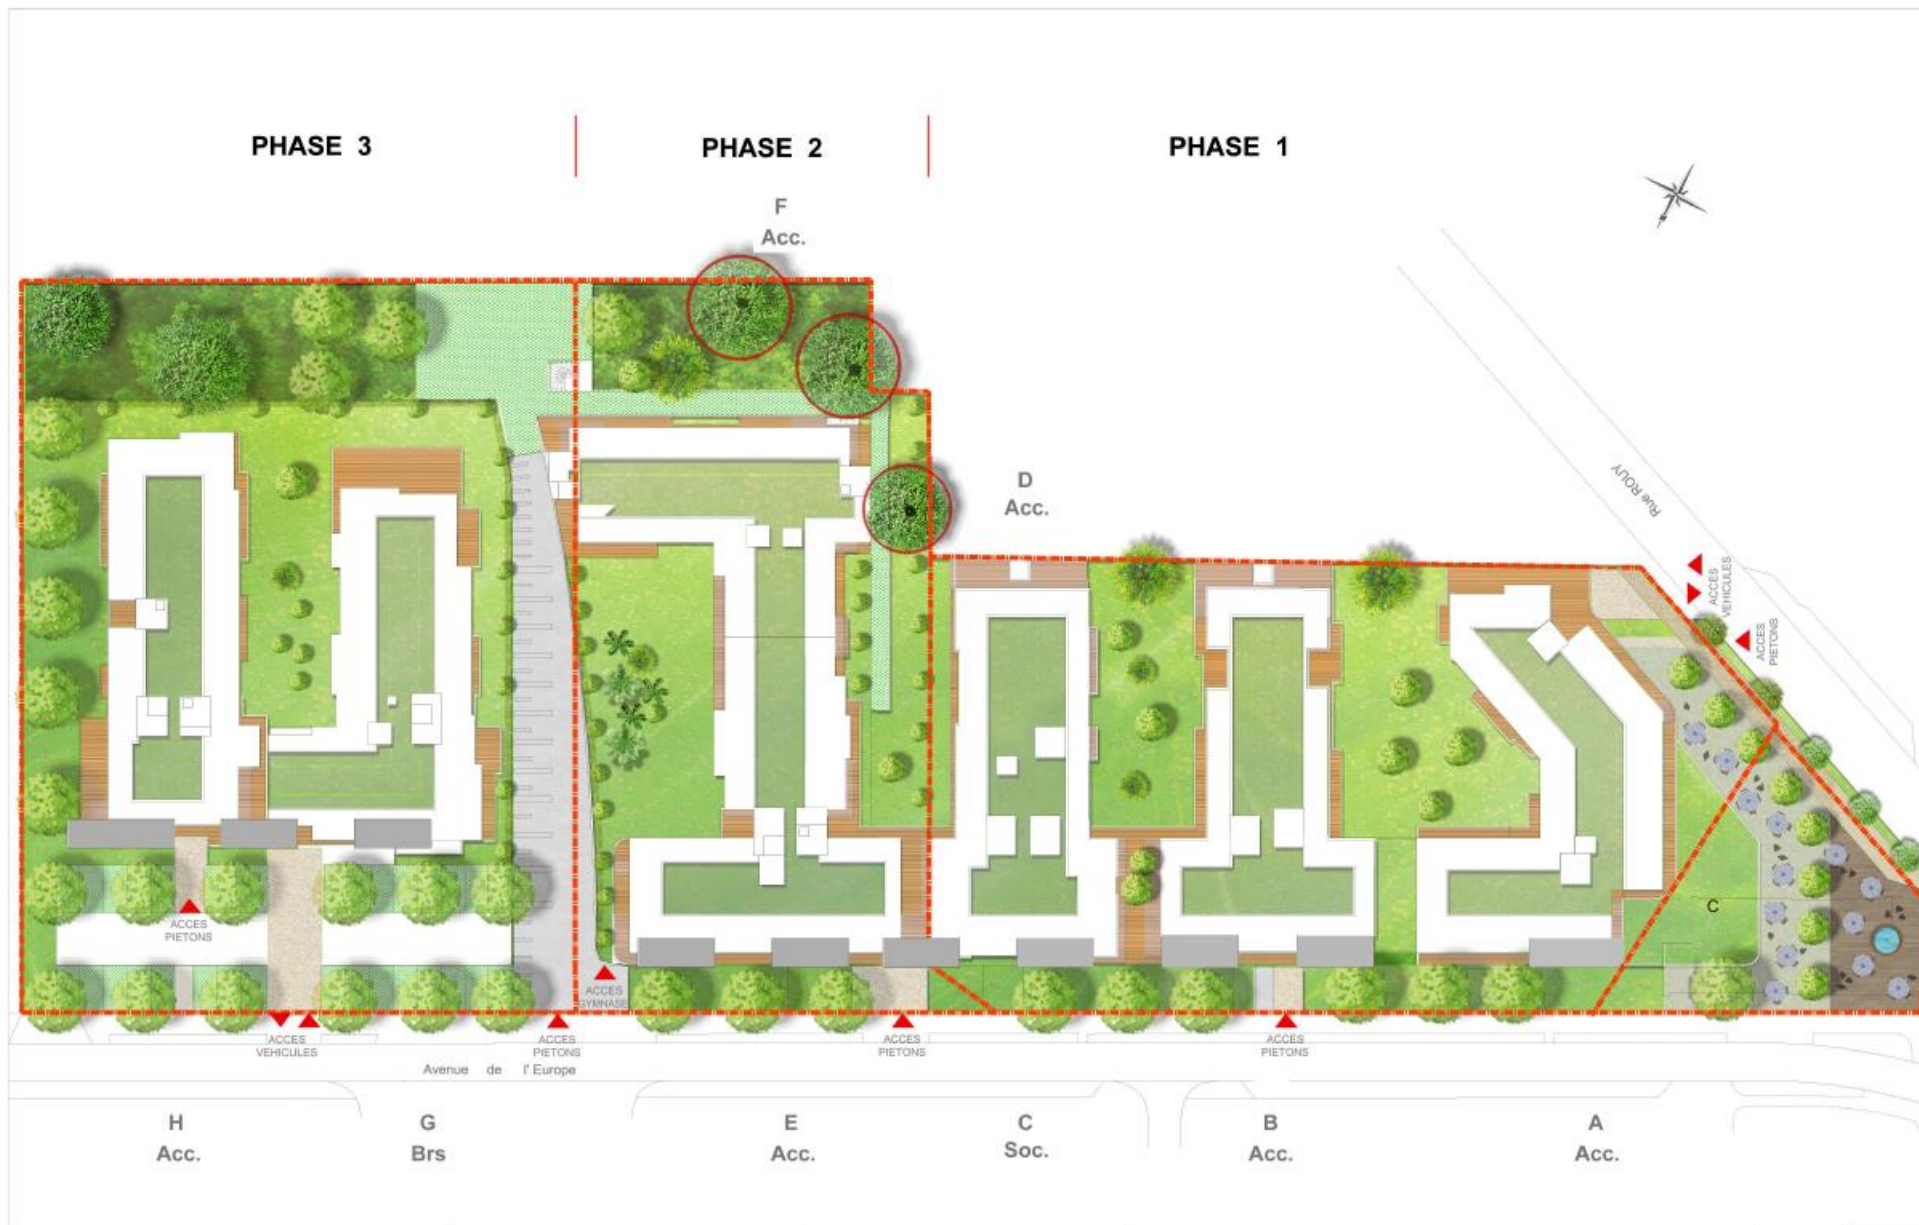 PHASE 3
PHASE 2
PHASE 1
F
Acc.
D
Acc.
Rue ROUY
ACCES
VEHICULES
ACCES
PIETONS
C
ACCES
PIETONS
ACCES
GYMNASE
ACCES
VEHICULES
ACCES
PIETONS
ACCES
PIETONS
ACCES
PIETONS
Avenue de l' Europe
H
Acc.
G
Brs
E
Acc.
C
Soc.
B
Acc.
A
Acc.